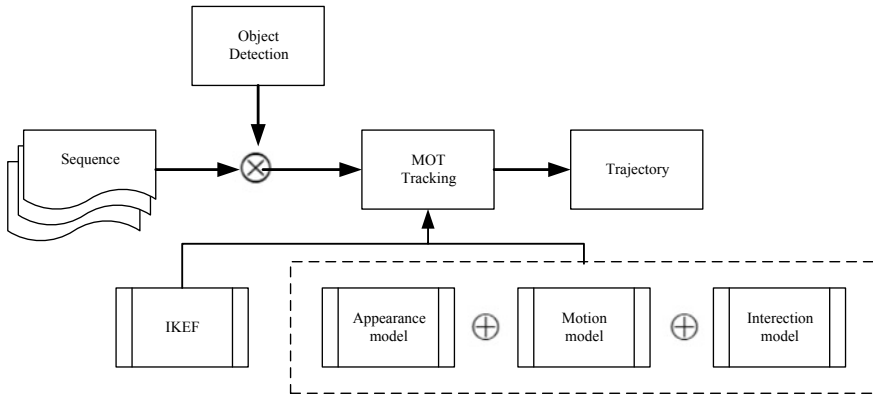 Object
Detection
Sequence
MOT
Tracking
Trajectory
IKEF
Appearance
model
Motion
model
Interection
model